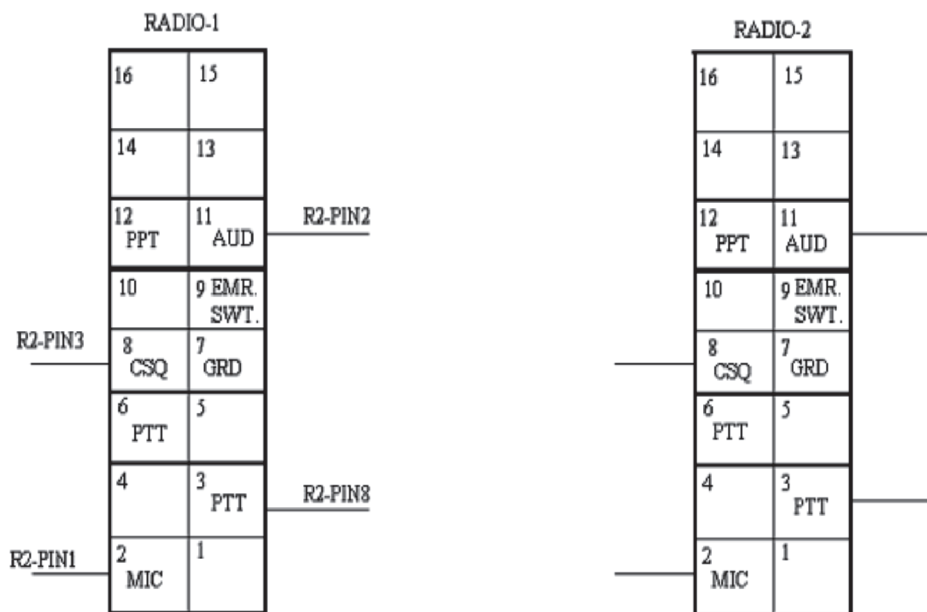 RADIO-1
16 15
14 13
12 11
PPT AUD
R2-PIN2
10 9 EMR.
SWT.
R2-PIN3
8 7
CSQ GRD
6 5
PTT
4 3
PTT
R2-PIN8
R2-PIN1
2 1
MIC
RADIO-2
16 15
14 13
12 11
PPT AUD
10 9 EMR.
SWT.
8 7
CSQ GRD
6 5
PTT
4 3
PTT
2 1
MIC